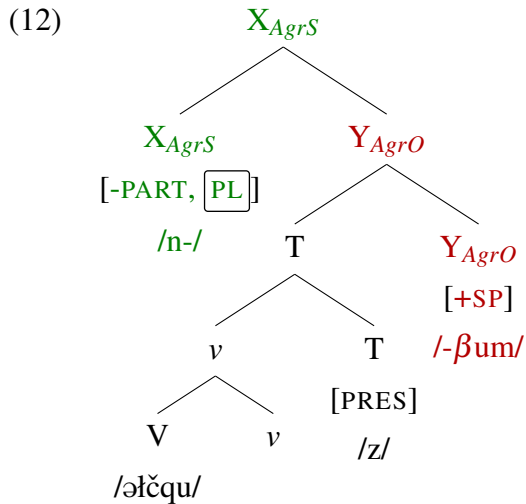 (12)
X_AgrS
X_AgrS Y_AgrO
[-PART, PL]
/n-/
T Y_AgrO
[+SP]
/-βum/
v T
[PRES]
/z/
V v
/əłčqu/